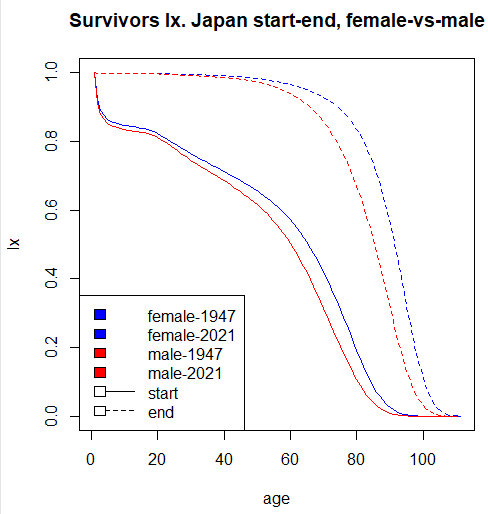 Survivors lx. Japan start-end, female-vs-male
1.0
0.8
0.6
0.4
0.2
0.0
lx
female-1947
female-2021
male-1947
male-2021
start
end
0 20 40 60 80 100
age